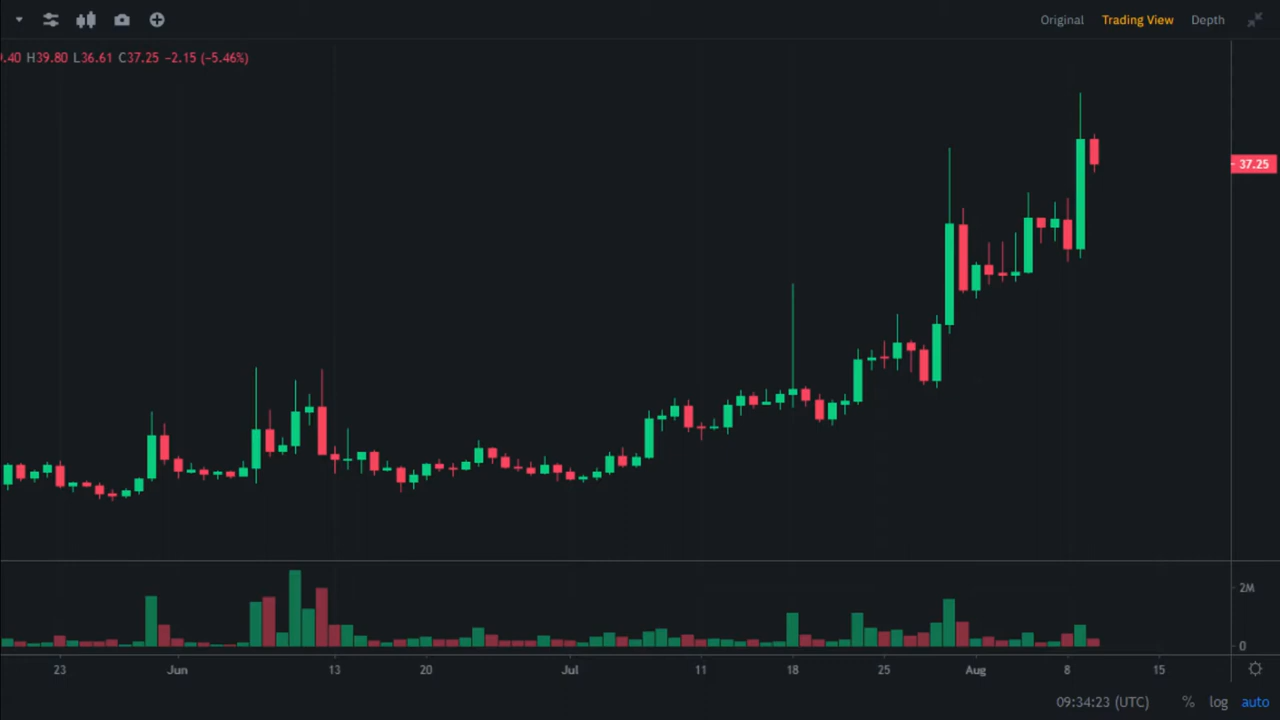 Original Trading View Depth
.40 H39.80 L36.61 C37.25 −2.15 (−5.46%)
37.25
2M
0
23 Jun 13 20 Jul 11 18 25 Aug 8 15
09:34:23 (UTC) % log auto